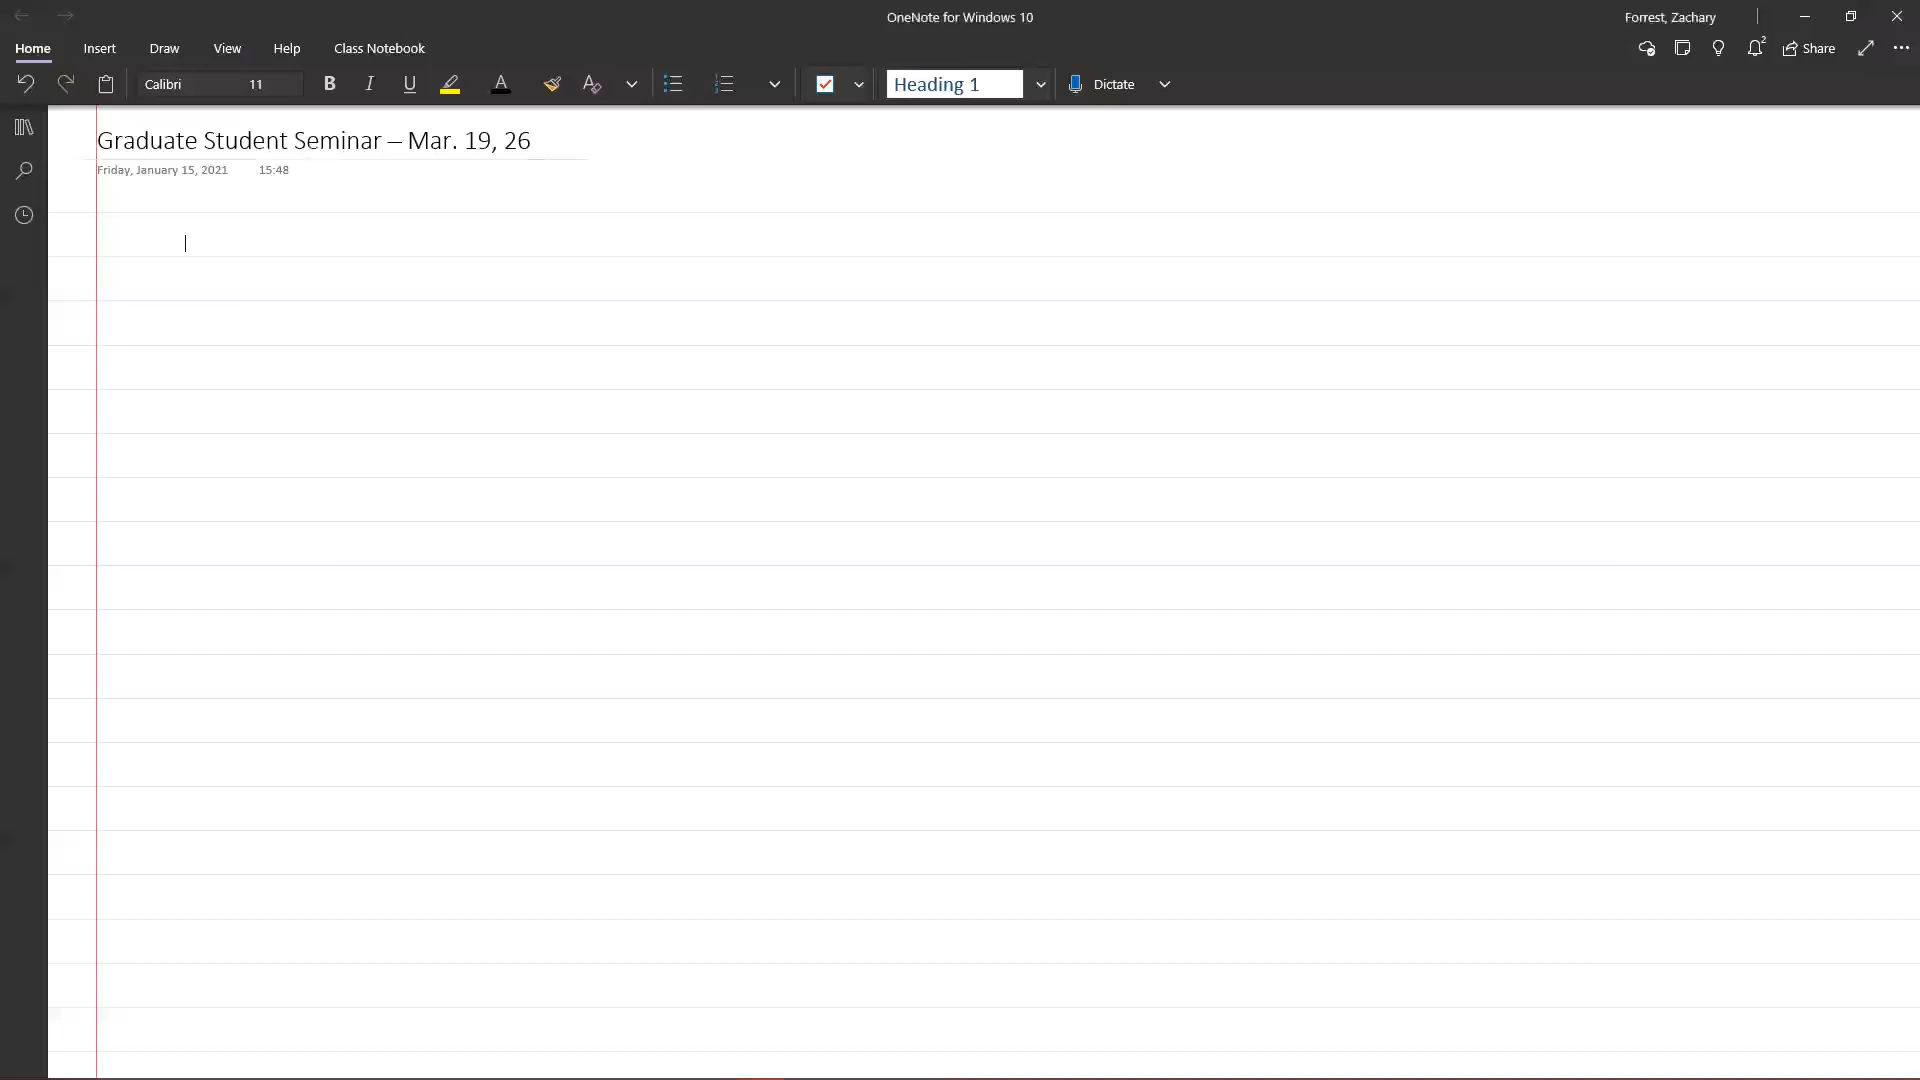 OneNote for Windows 10
Forrest, Zachary
Home Insert Draw View Help Class Notebook
2
Share
Calibri 11 B I U A A Heading 1 Dictate
Graduate Student Seminar – Mar. 19, 26
Friday, January 15, 2021 15:48